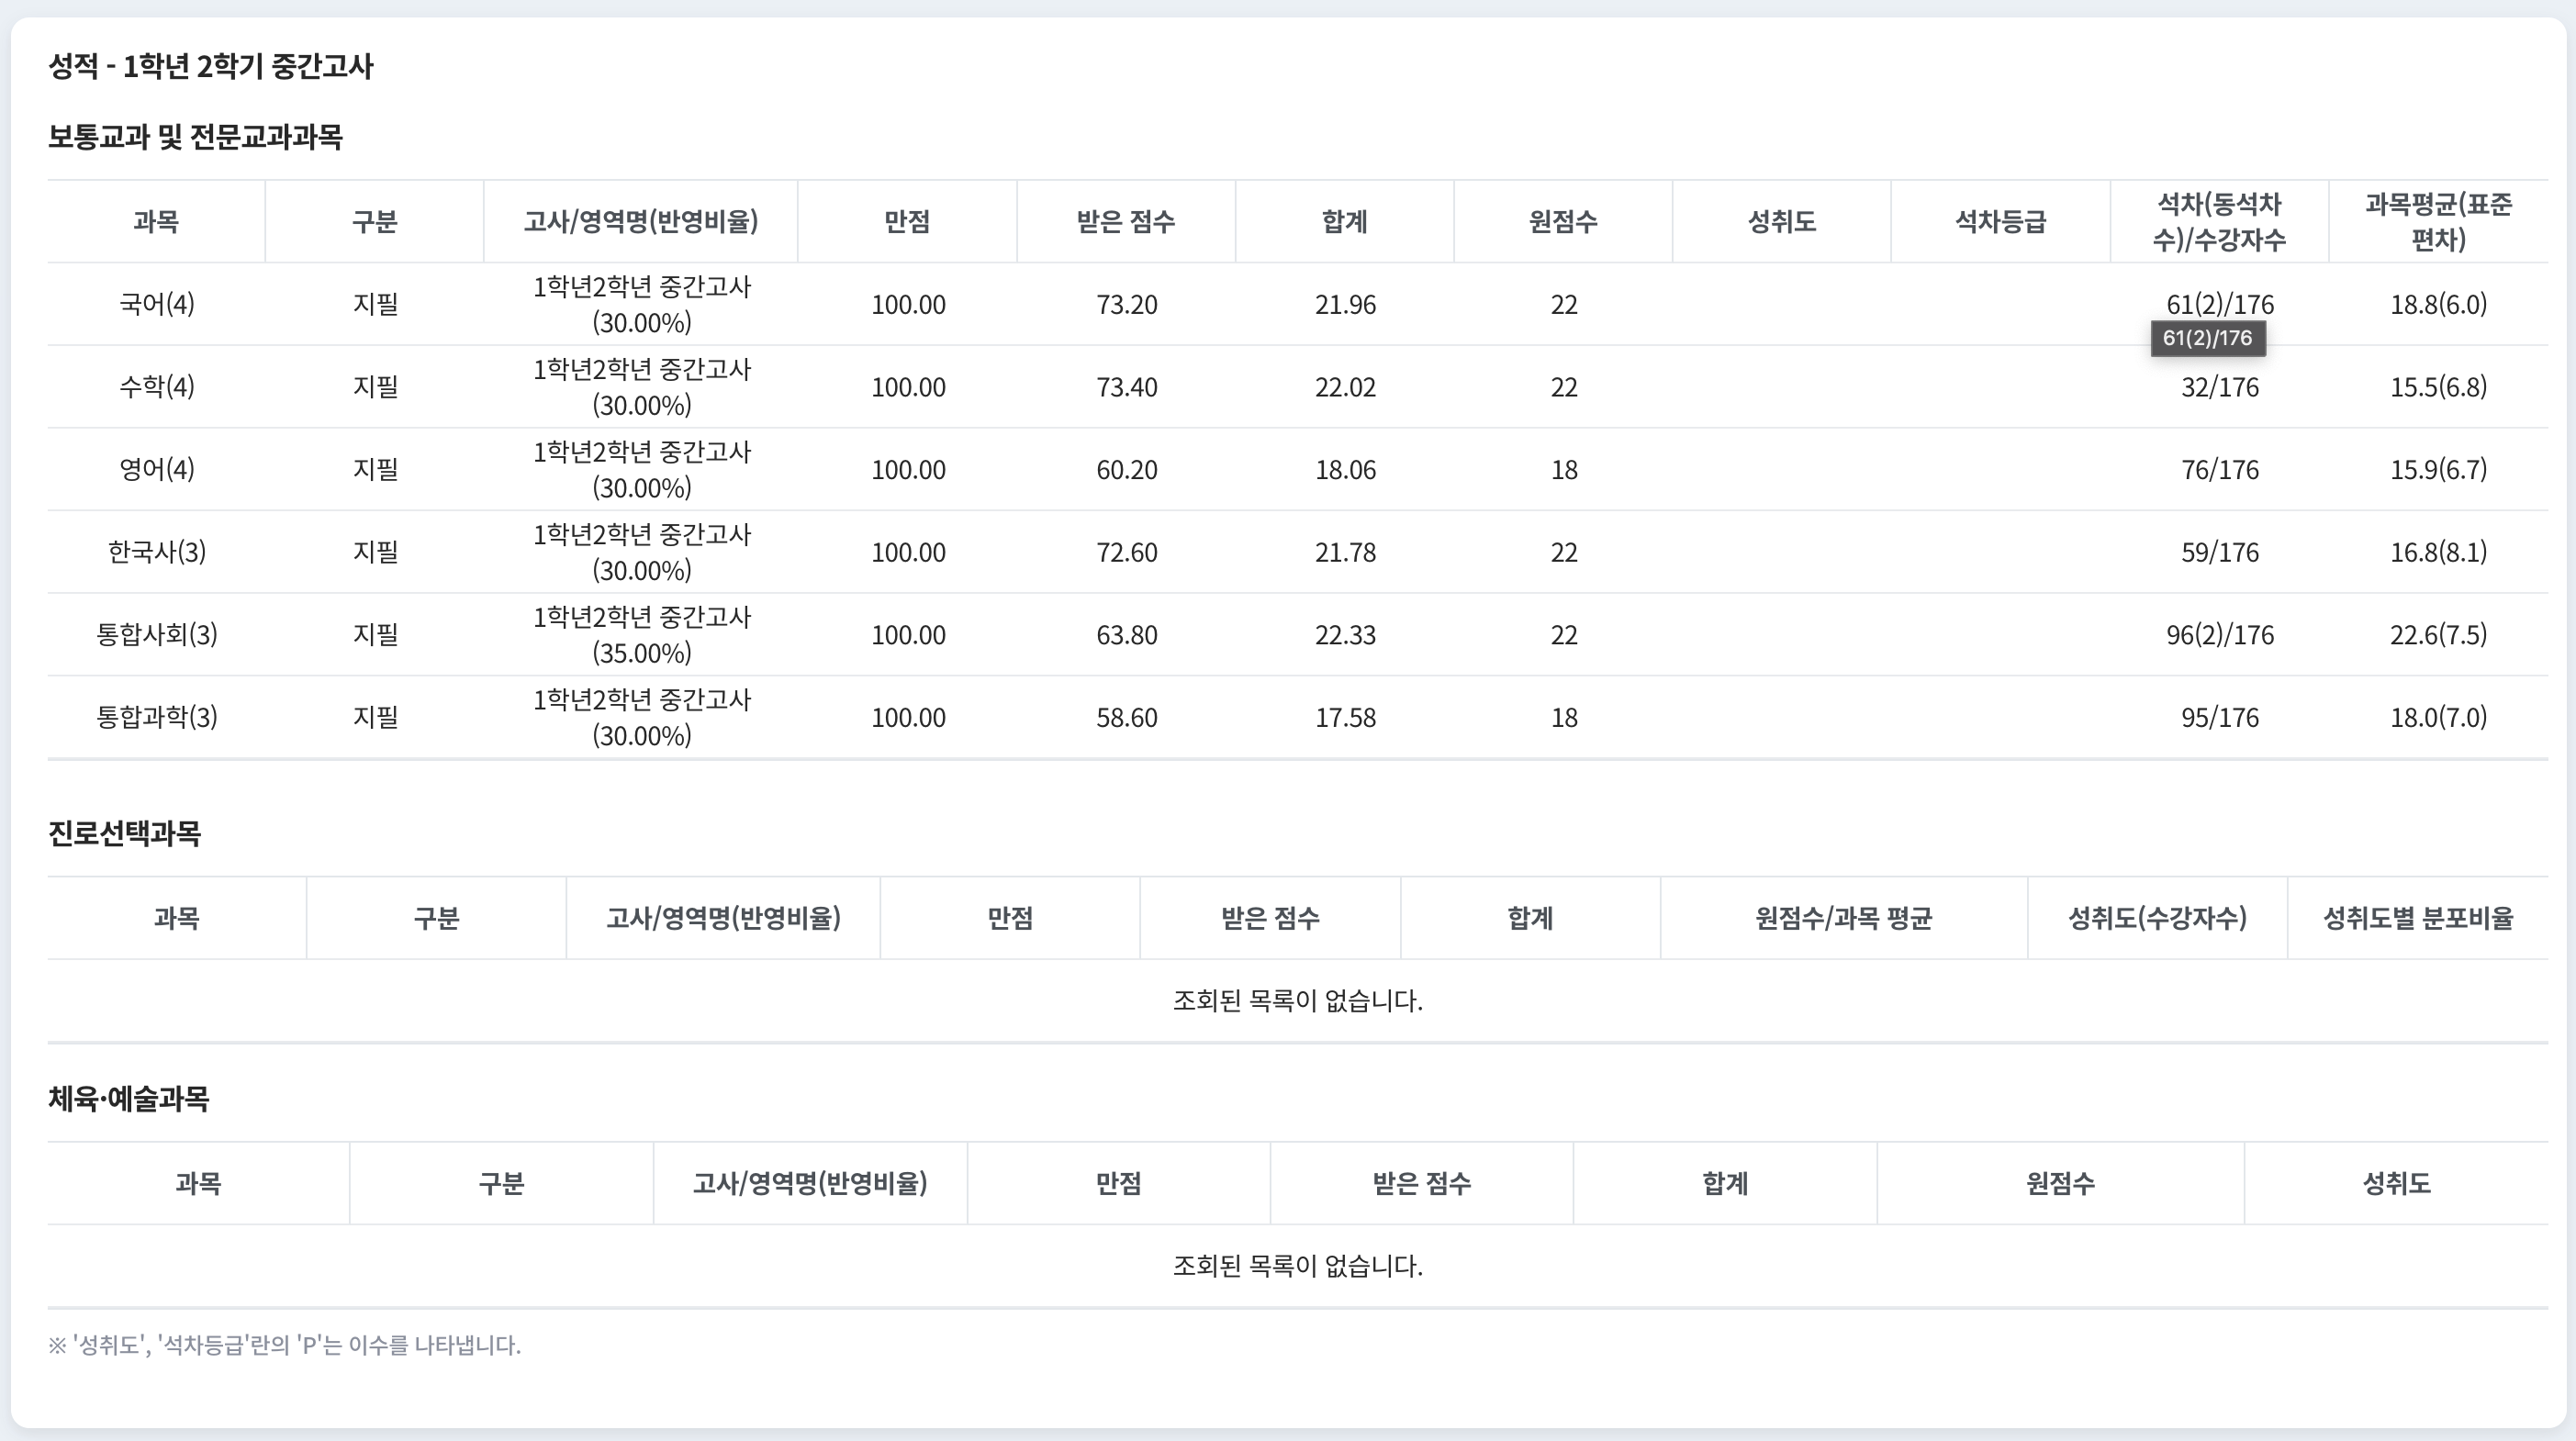 성적 - 1학년 2학기 중간고사
보통교과 및 전문교과과목
과목 구분 고사/영역명(반영비율) 만점 받은 점수 합계 원점수 성취도 석차등급 석차(동석차 과목평균(표준
수)/수강자수 편차)
1학년2학년 중간고사
국어(4) 지필 100.00 73.20 21.96 22 61(2)/176 18.8(6.0)
(30.00%)
61(2)/176
1학년2학년 중간고사
수학(4) 지필 100.00 73.40 22.02 22 32/176 15.5(6.8)
(30.00%)
1학년2학년 중간고사
영어(4) 지필 100.00 60.20 18.06 18 76/176 15.9(6.7)
(30.00%)
1학년2학년 중간고사
한국사(3) 지필 100.00 72.60 21.78 22 59/176 16.8(8.1)
(30.00%)
1학년2학년 중간고사
통합사회(3) 지필 100.00 63.80 22.33 22 96(2)/176 22.6(7.5)
(35.00%)
1학년2학년 중간고사
통합과학(3) 지필 100.00 58.60 17.58 18 95/176 18.0(7.0)
(30.00%)
진로선택과목
과목 구분 고사/영역명(반영비율) 만점 받은 점수 합계 원점수/과목 평균 성취도(수강자수) 성취도별 분포비율
조회된 목록이 없습니다.
체육·예술과목
과목 구분 고사/영역명(반영비율) 만점 받은 점수 합계 원점수 성취도
조회된 목록이 없습니다.
※ '성취도', '석차등급'란의 'P'는 이수를 나타냅니다.